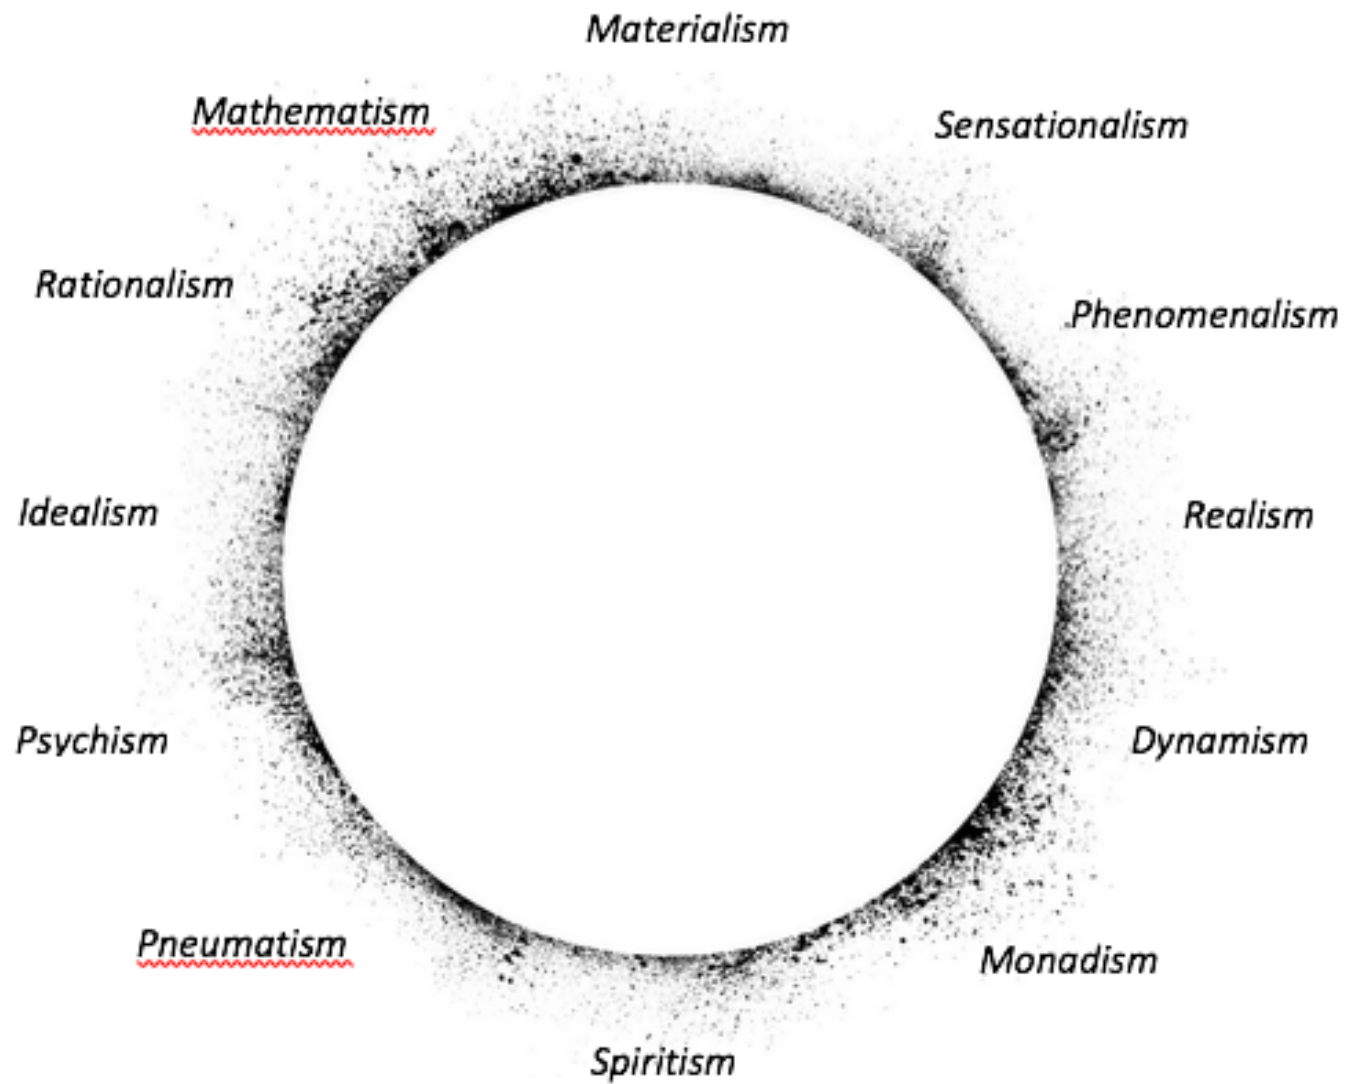 Materialism
Mathematism
Sensationalism
Rationalism
Phenomenalism
Idealism
Realism
Psychism
Dynamism
Pneumatism
Monadism
Spiritism